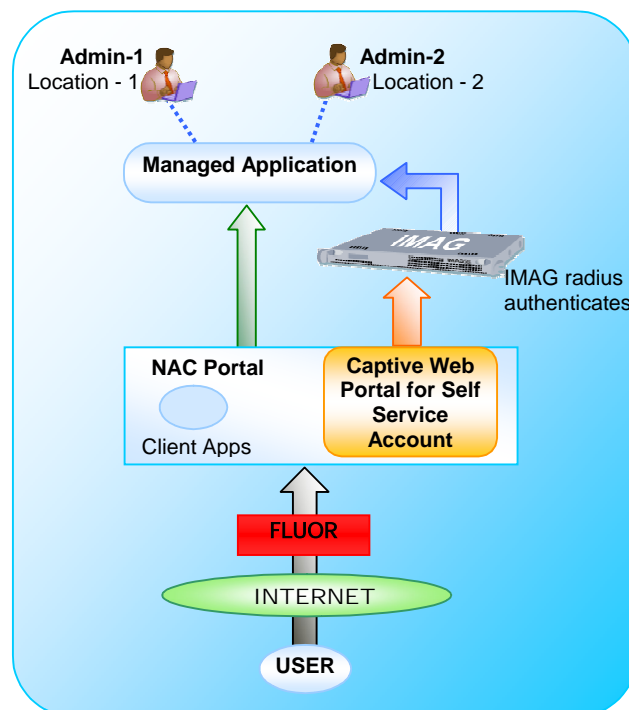 Admin-1
Location - 1
Admin-2
Location - 2
Managed Application
iMAG
IMAG radius
authenticates
NAC Portal
Client Apps
Captive Web
Portal for Self
Service
Account
FLUOR
INTERNET
USER